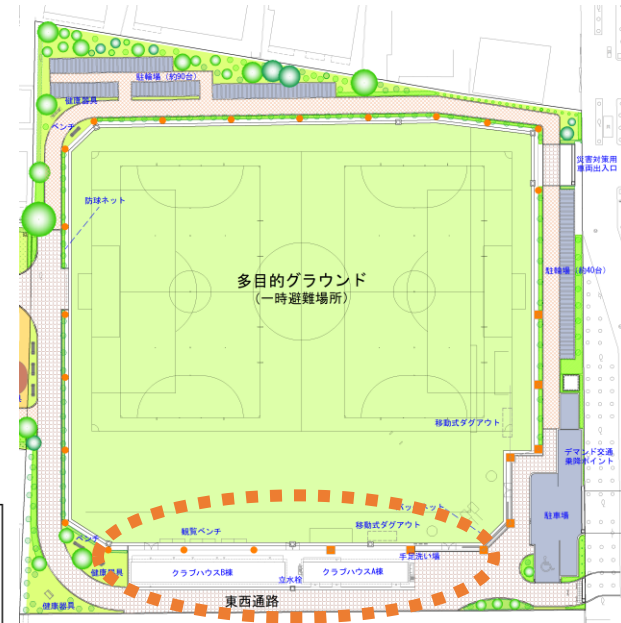 駐輪場（約90台）
健康器具
ベンチ
災害対策用
車両出入口
防球ネット
駐輪場（約40台）
多目的グラウンド
（一時避難場所）
移動式ダグアウト
デマンド交通
乗降ポイント
駐車場
バックネット
観覧ベンチ
移動式ダグアウト
ベンチ
手足洗い場
健康器具
クラブハウスB棟
立水栓
クラブハウスA棟
東西通路
健康器具